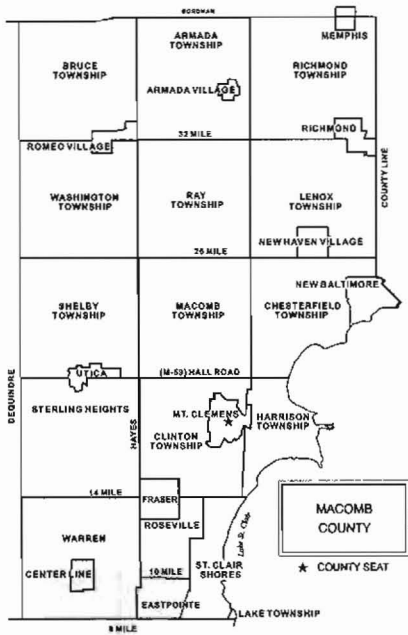 BORDMAN
MEMPHIS
ARMADA
TOWNSHIP
BRUCE
TOWNSHIP
RICHMOND
TOWNSHIP
ARMADA VILLAGE
32 MILE
RICHMOND
ROMEO VILLAGE
COUNTY LINE
WASHINGTON
TOWNSHIP
RAY
TOWNSHIP
LENOX
TOWNSHIP
NEW HAVEN VILLAGE
26 MILE
NEW BALTIMORE
SHELBY
TOWNSHIP
MACOMB
TOWNSHIP
CHESTERFIELD
TOWNSHIP
UTICA
(M-59) HALL ROAD
DEQUINDRE
STERLING HEIGHTS
HAYES
MT. CLEMENS
HARRISON
TOWNSHIP
CLINTON
TOWNSHIP
14 MILE
FRASER
ROSEVILLE
MACOMB
COUNTY
Lake St. Clair
WARREN
CENTER LINE
ST. CLAIR
SHORES
★ COUNTY SEAT
10 MILE
EASTPOINTE
LAKE TOWNSHIP
8 MILE